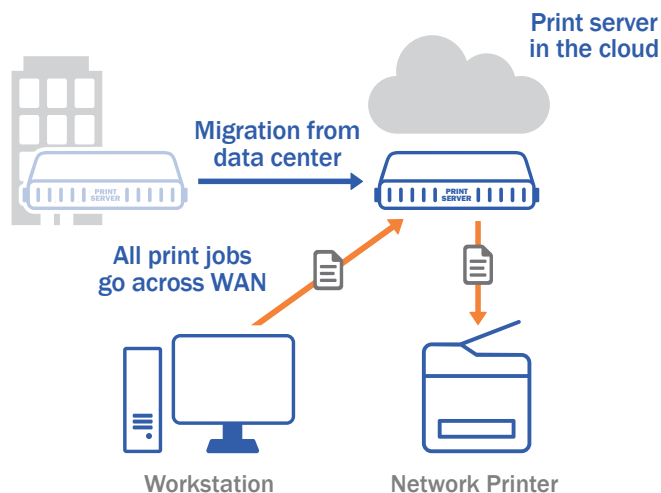 Print server
in the cloud
Migration from
data center
PRINT
SERVER
PRINT
SERVER
All print jobs
go across WAN
Workstation
Network Printer